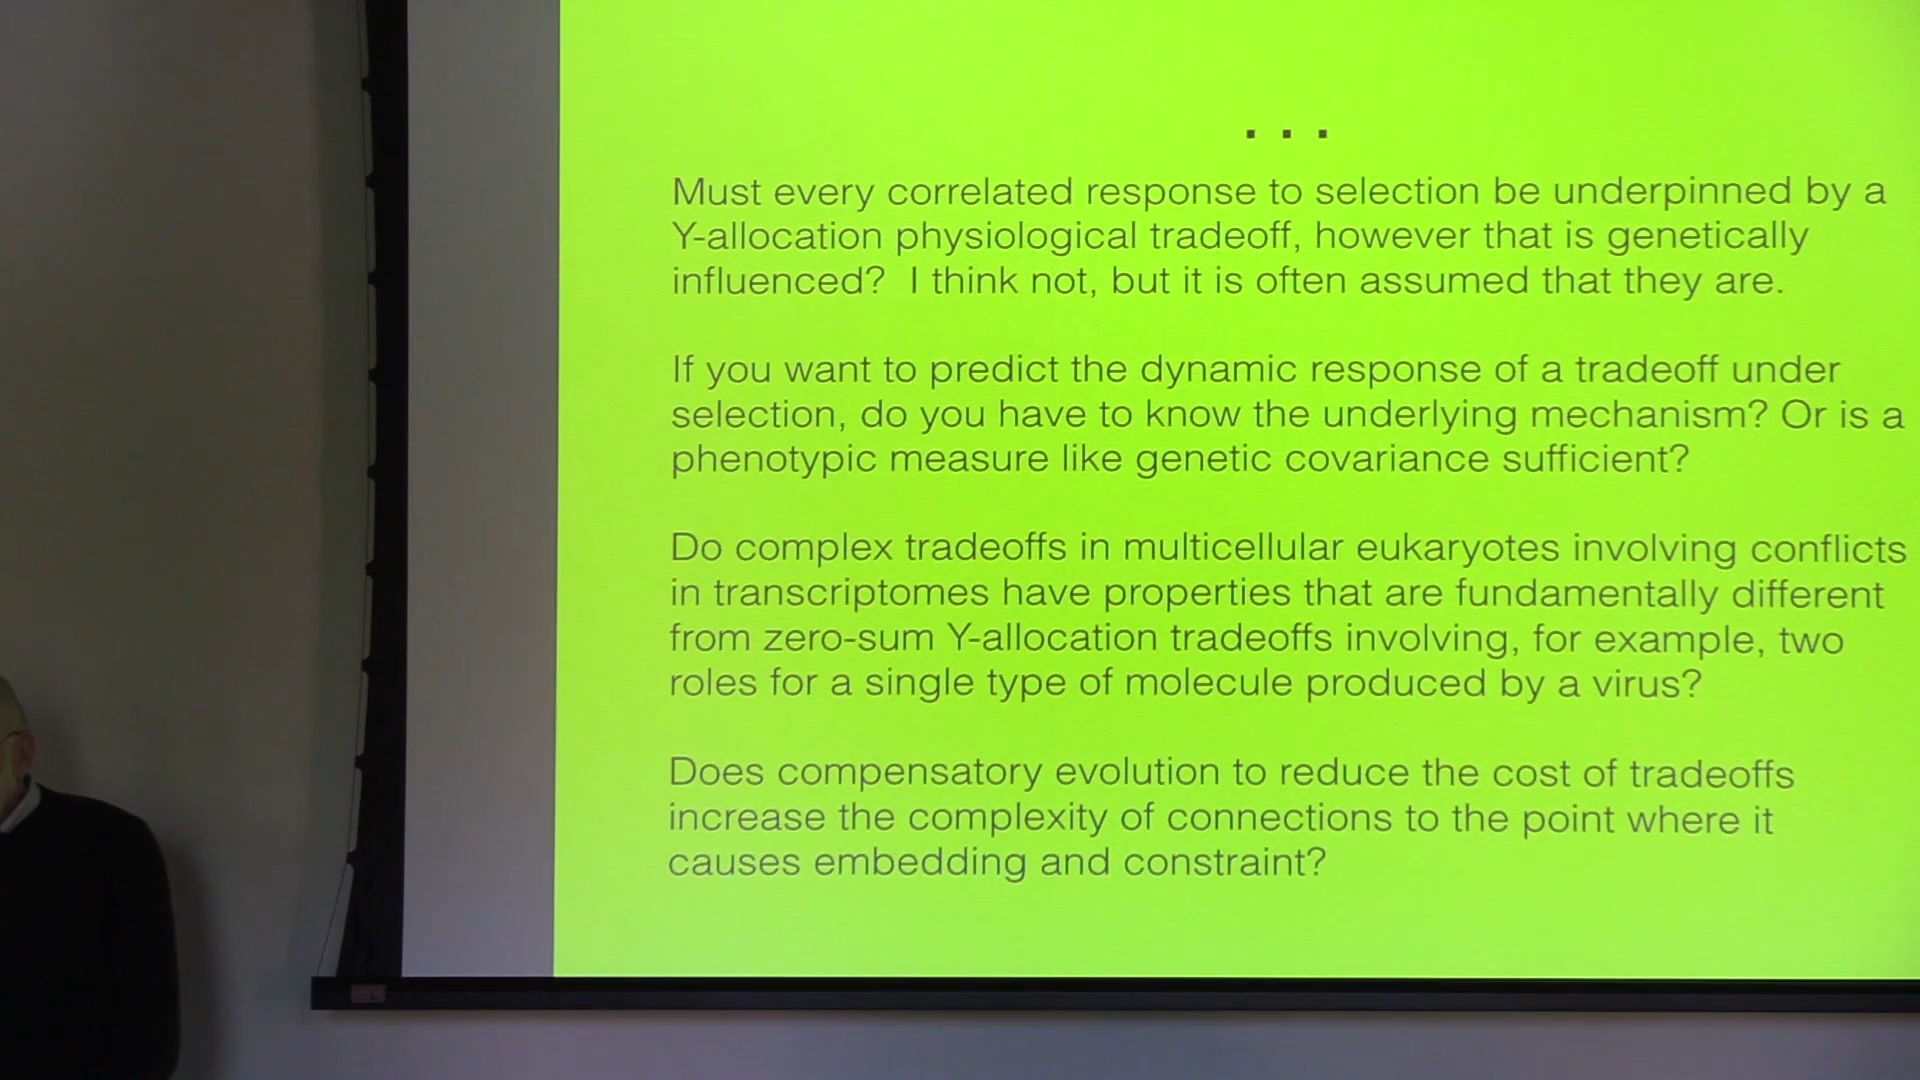 ...
Must every correlated response to selection be underpinned by a
Y-allocation physiological tradeoff, however that is genetically
influenced?  I think not, but it is often assumed that they are.
If you want to predict the dynamic response of a tradeoff under
selection, do you have to know the underlying mechanism? Or is a
phenotypic measure like genetic covariance sufficient?
Do complex tradeoffs in multicellular eukaryotes involving conflicts
in transcriptomes have properties that are fundamentally different
from zero-sum Y-allocation tradeoffs involving, for example, two
roles for a single type of molecule produced by a virus?
Does compensatory evolution to reduce the cost of tradeoffs
increase the complexity of connections to the point where it
causes embedding and constraint?